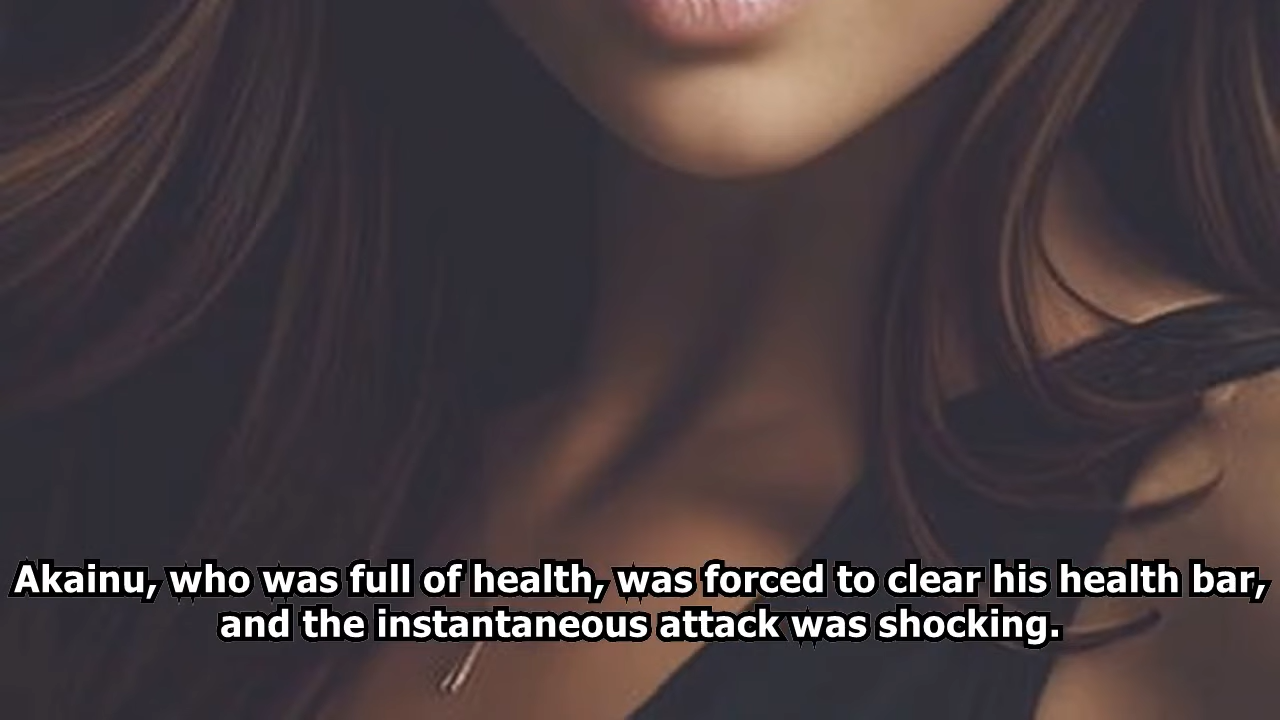 Akainu, who was full of health, was forced to clear his health bar,
and the instantaneous attack was shocking.